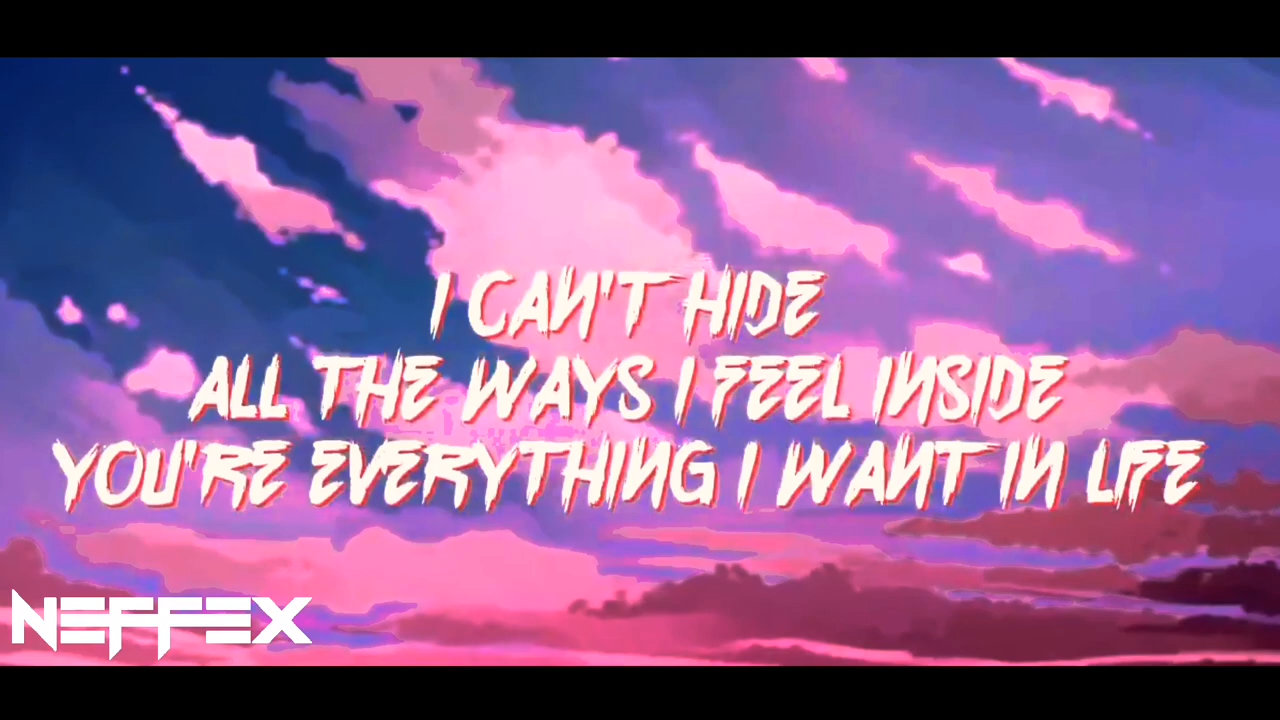 I CAN'T HIDE
ALL THE WAYS I FEEL INSIDE
YOU'RE EVERYTHING I WANT IN LIFE
NEFFEX